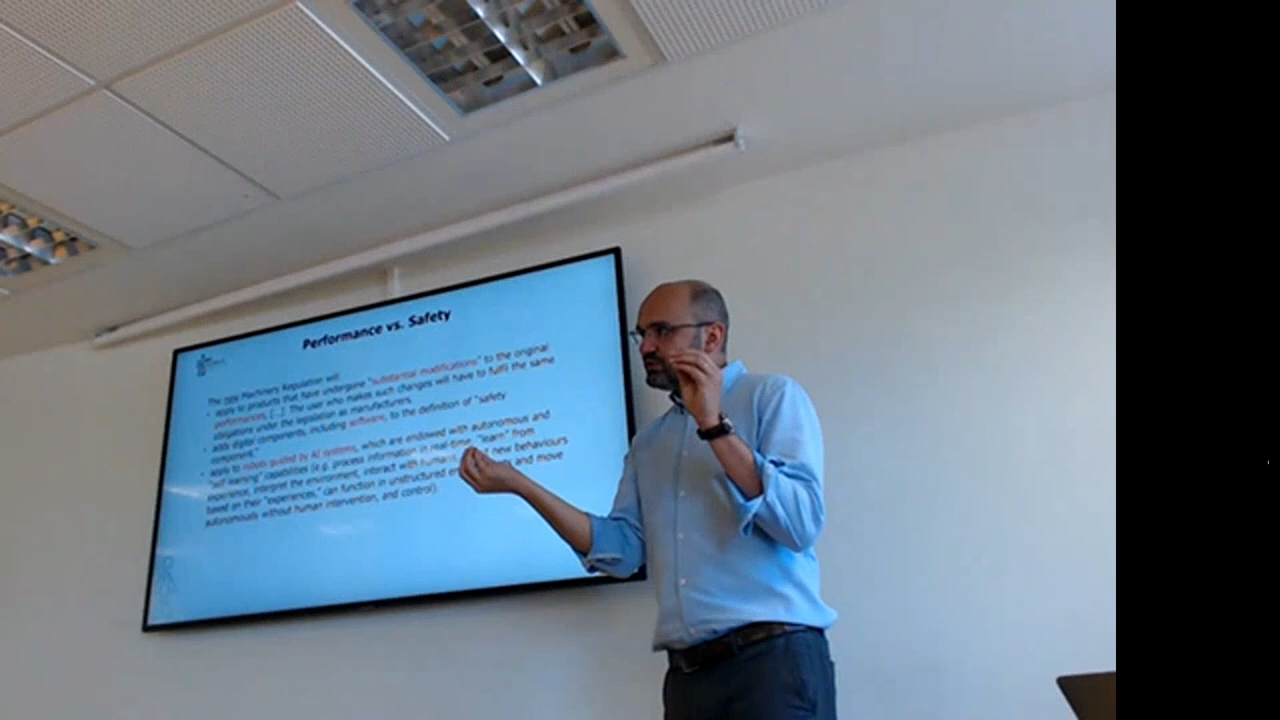 Performance vs. Safety
The new Machinery Regulation will:
- apply to products that have undergone "substantial modifications" to the original
performances, [...]. The user who makes such changes will have to fulfil the same
obligations under the legislation as manufacturers.
- adds digital components, including software, to the definition of "safety
component,"
- Apply to robots guided by AI systems, which are endowed with autonomous and
"self learning" capabilities (e.g. process information in real-time, "learn" from
experience, interpret the environment, interact with humans, new behaviours
based on their "experiences," can function in unstructured and move
autonomously without human intervention, and control).